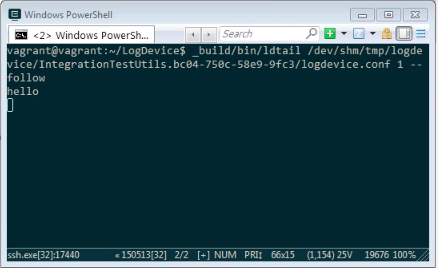 Windows PowerShell
<2> Windows PowerSh...
Search
vagrant@vagrant:~/LogDevice$ _build/bin/ldtail /dev/shm/tmp/logde
vice/IntegrationTestUtils.bc04-750c-58e9-9fc3/logdevice.conf 1 --
follow
hello
ssh.exe[32]:17440 « 150513[32] 2/2 [+] NUM PRI‡ 66x15 (1,154) 25V 19676 100%